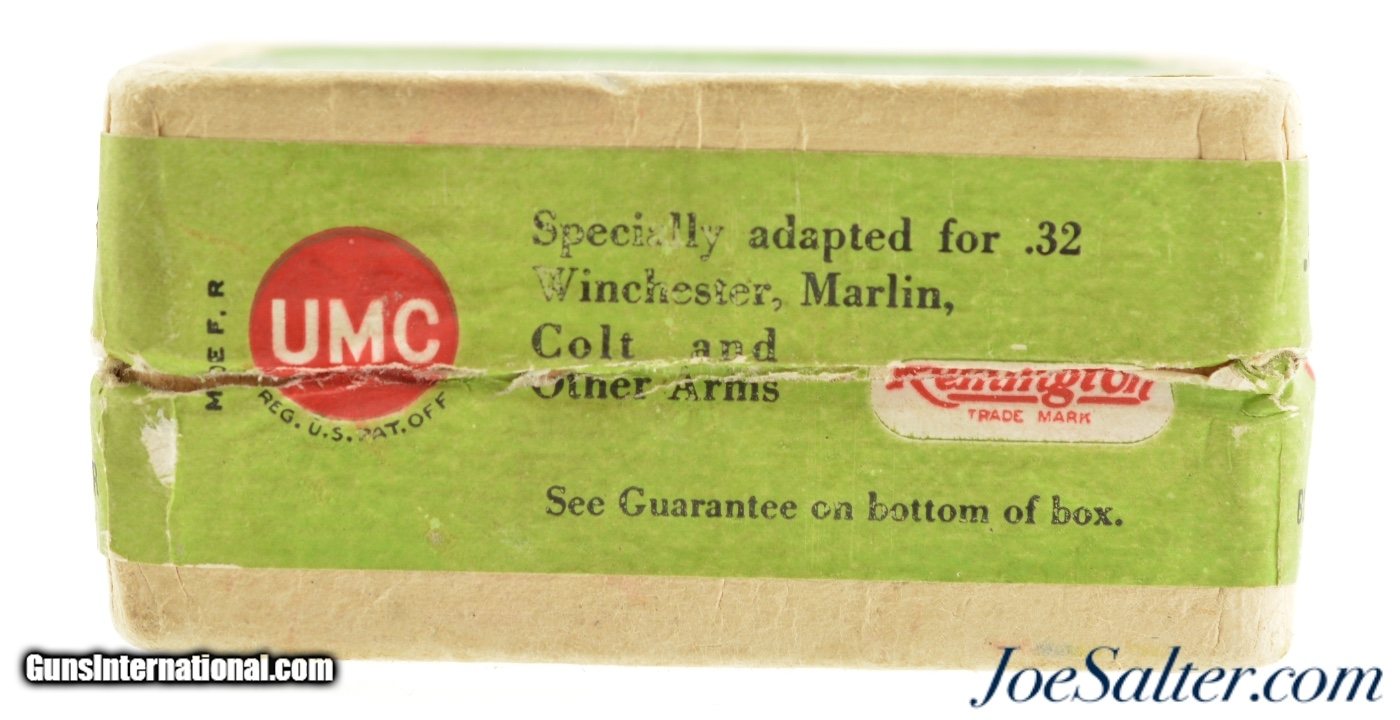 UMC
REG. U.S. PAT. OFF
Specially adapted for .32
Winchester, Marlin,
Colt and
Other Arms
Remington
TRADE MARK
See Guarantee on bottom of box.
GunsInternational.com
JoeSalter.com